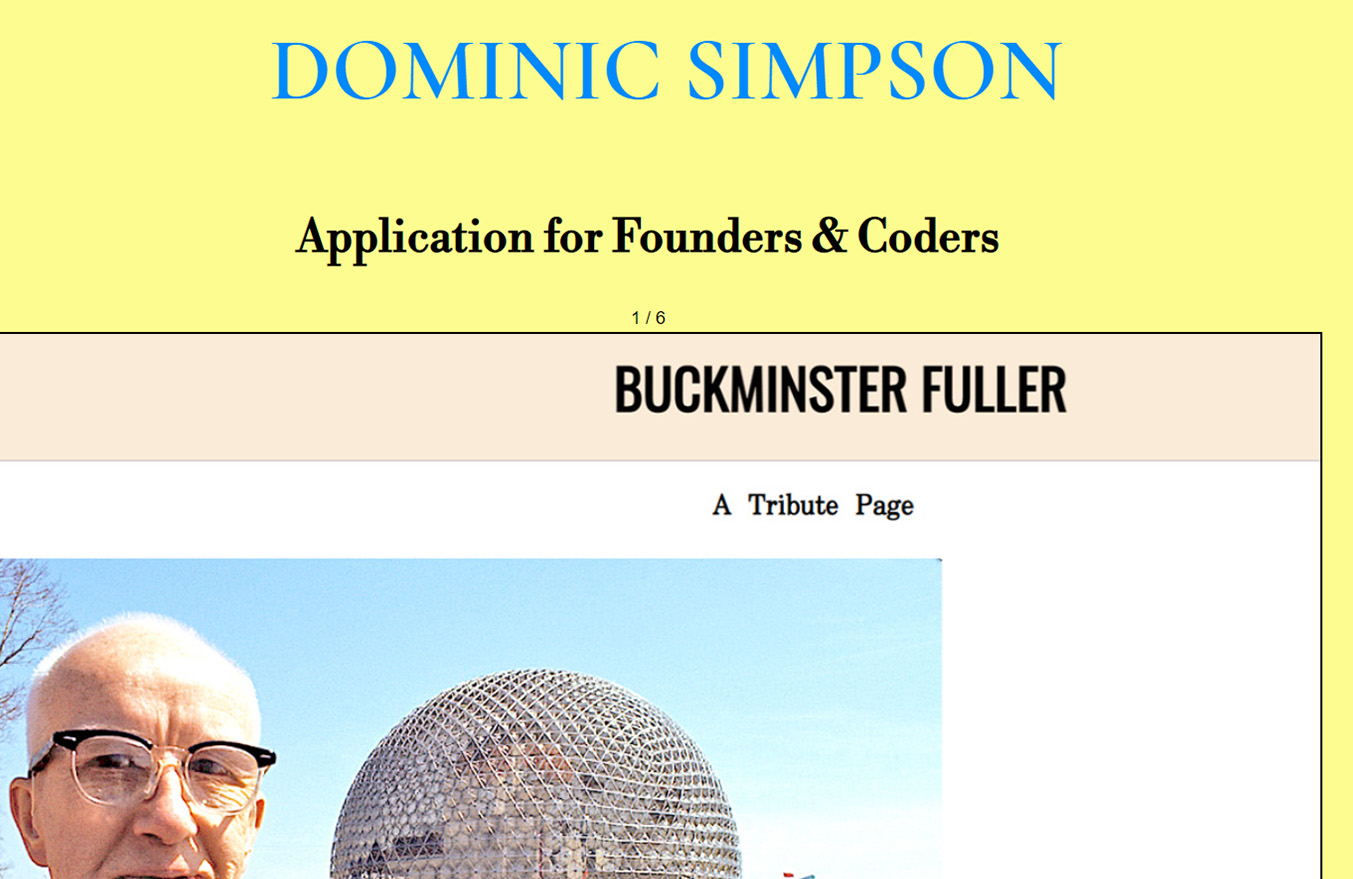 DOMINIC SIMPSON
Application for Founders & Coders
1 / 6
BUCKMINSTER FULLER
A Tribute Page